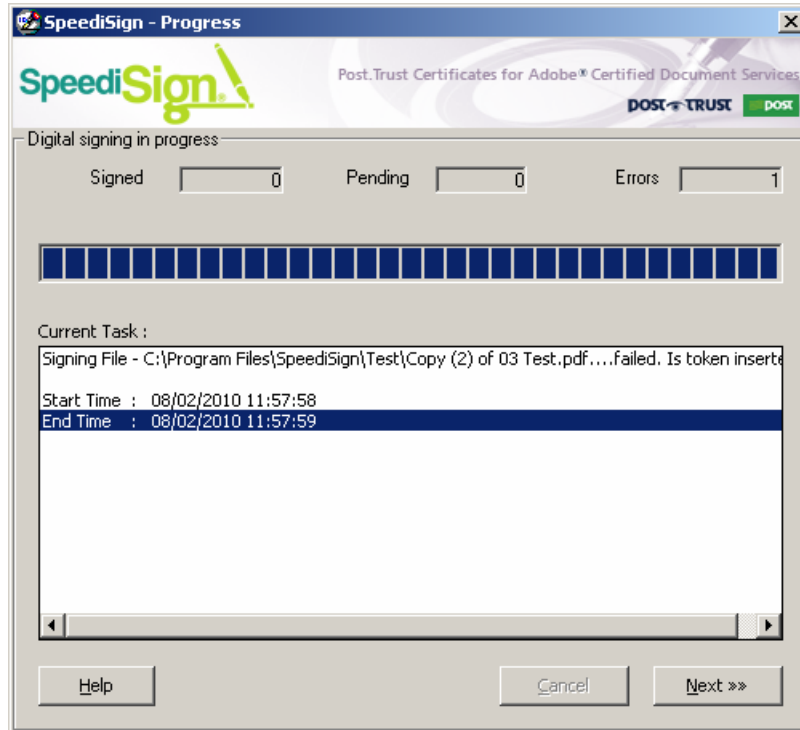 SpeediSign - Progress
SpeediSign®
Post.Trust Certificates for Adobe® Certified Document Services
POST TRUST
POST
Digital signing in progress
Signed 0 Pending 0 Errors 1
Current Task :
Signing File - C:\Program Files\SpeediSign\Test\Copy (2) of 03 Test.pdf....failed. Is token inserte
Start Time : 08/02/2010 11:57:58
End Time : 08/02/2010 11:57:59
Help Cancel Next »»